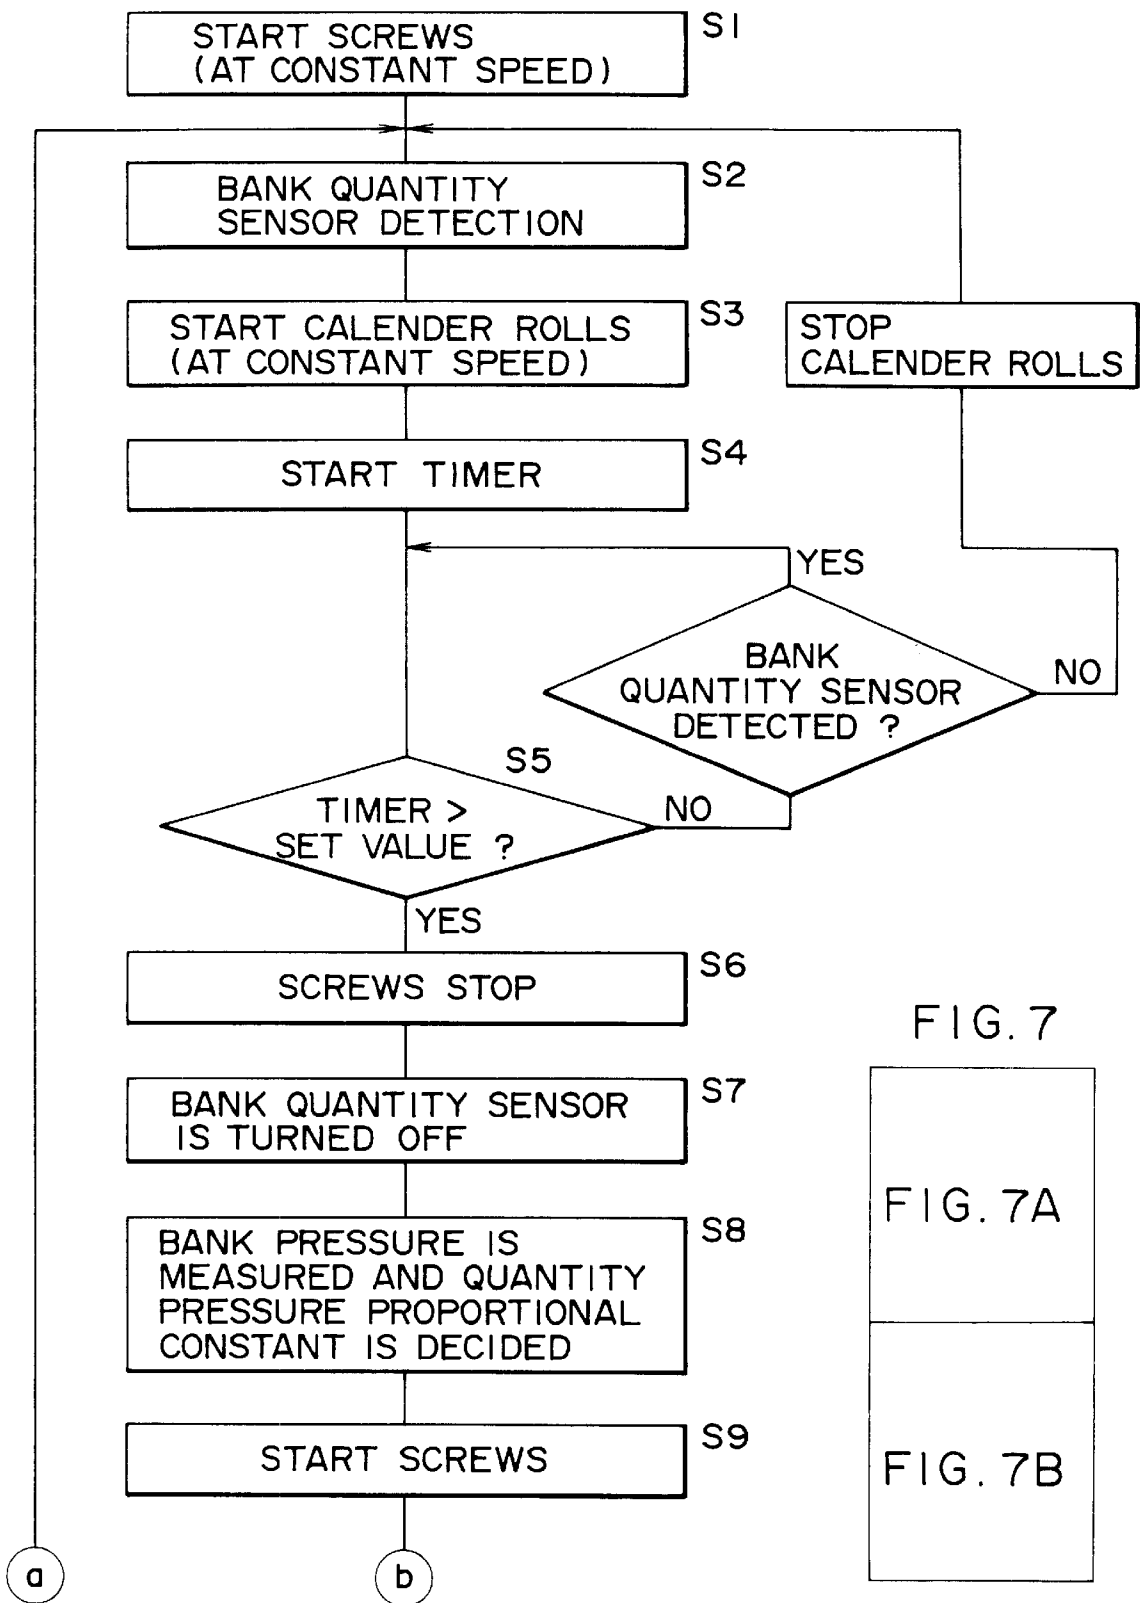 START SCREWS
(AT CONSTANT SPEED)
S1
BANK QUANTITY
SENSOR DETECTION
S2
START CALENDER ROLLS
(AT CONSTANT SPEED)
S3
STOP
CALENDER ROLLS
START TIMER
S4
YES
BANK
QUANTITY SENSOR
DETECTED ?
NO
S5
TIMER >
SET VALUE ?
NO
YES
SCREWS STOP
S6
BANK QUANTITY SENSOR
IS TURNED OFF
S7
BANK PRESSURE IS
MEASURED AND QUANTITY
PRESSURE PROPORTIONAL
CONSTANT IS DECIDED
S8
START SCREWS
S9
a
b
FIG. 7
FIG. 7A
FIG. 7B